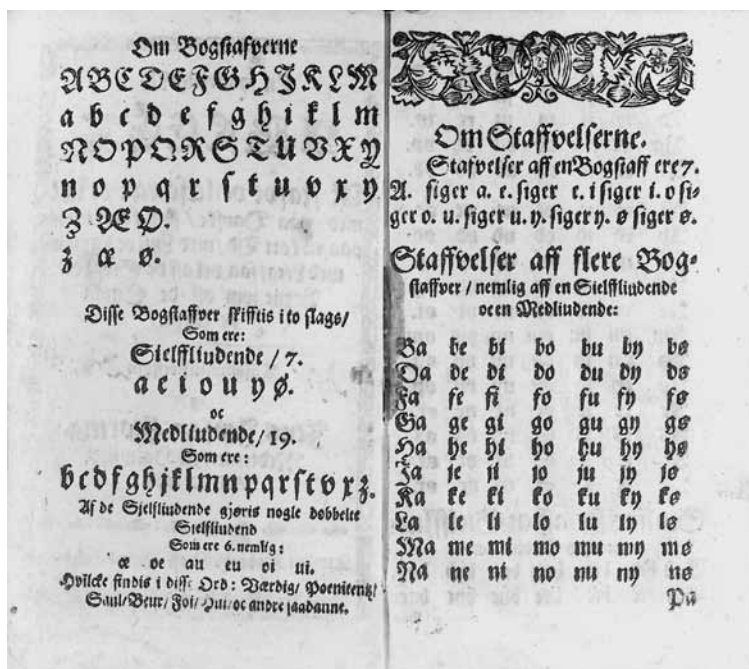 Om Bogstafverne
A B C D E F G H J K L M
a b c d e f g h i k l m
N O P Q R S T U V X Y
n o p q r s t u v x y
Z Æ Ø.
z æ ø.
Disse Bogstaffver skifftis i to slags/
Som ere:
Sielffliudende / 7.
a e i o u y ø.
oc
Medliudende/ 19.
Som ere:
b c d f g h j k l m n p q r s t v x z.
Af de Sielfliudende gjøris nogle dobbelte
Sielfliudend
Som ere 6. nemlig:
æ oe au eu oi ui.
Hvilcke findis i disse Ord: Værdig/ Poenitentz/
Saul/ Beur/ Foi/ Hui/ oc andre saadanne.
Om Staffvelserne.
Stafvelser aff en Bogstaff ere 7.
A. siger a. e. siger e. i siger i. o si-
ger o. u. siger u. y. siger y. ø siger ø.
Staffvelser aff flere Bog-
staffver / nemlig aff en Sielffliudende
oc en Medliudende:
Ba be bi bo bu by bø
Da de di do du dy dø
Fa fe fi fo fu fy fø
Ga ge gi go gu gy gø
Ha he hi ho hu hy hø
Ja je ji jo ju jy jø
Ka ke ki ko ku ky kø
La le li lo lu ly lø
Ma me mi mo mu my mø
Na ne ni no nu ny nø
Pa